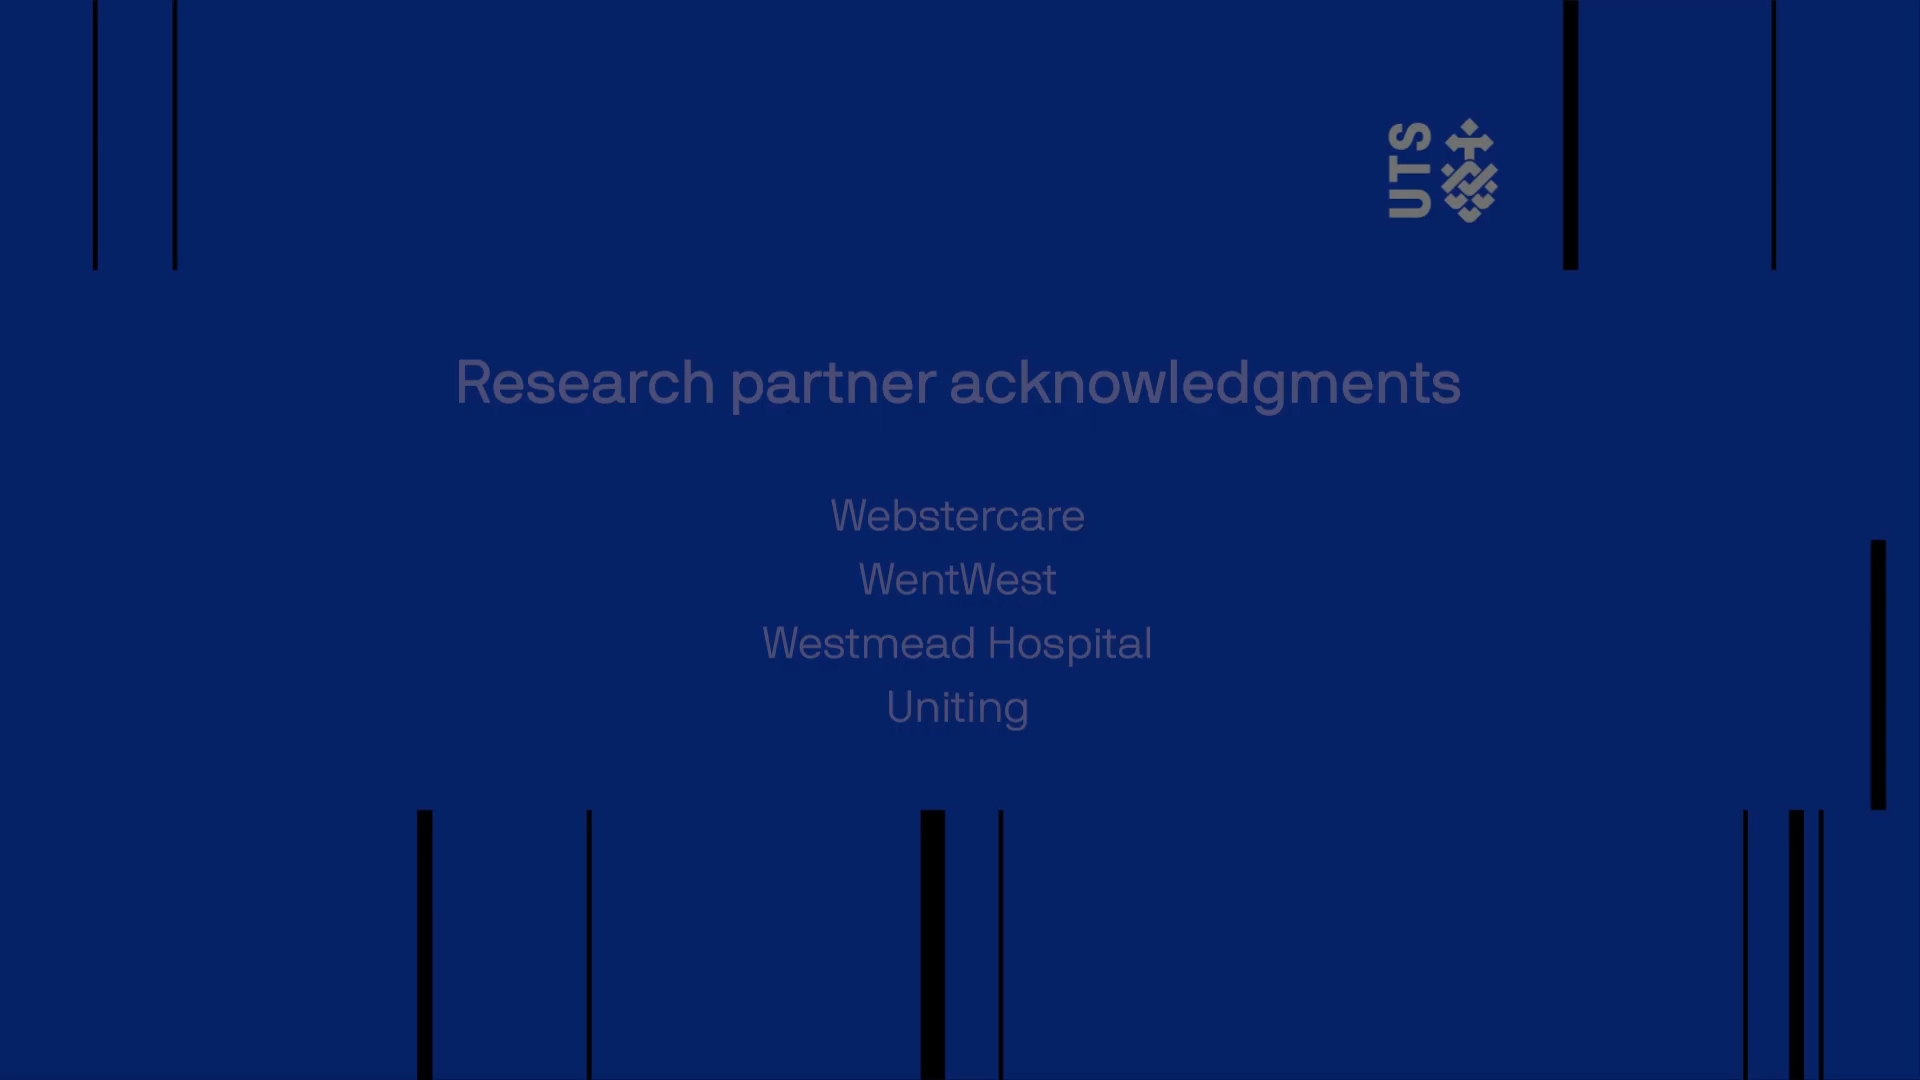 UTS
Research partner acknowledgments
Webstercare
WentWest
Westmead Hospital
Uniting